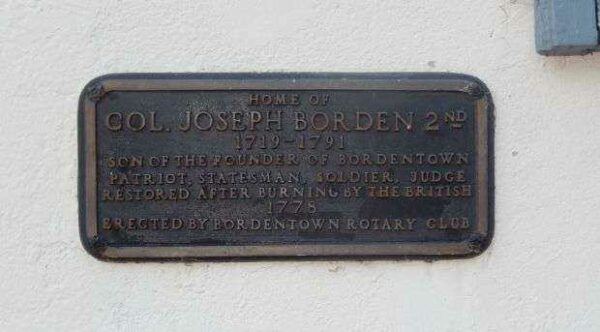 HOME OF
COL. JOSEPH BORDEN 2ND
1719-1791
SON OF THE FOUNDER OF BORDENTOWN
PATRIOT, STATESMAN, SOLDIER, JUDGE
RESTORED AFTER BURNING BY THE BRITISH
1778
ERECTED BY BORDENTOWN ROTARY CLUB